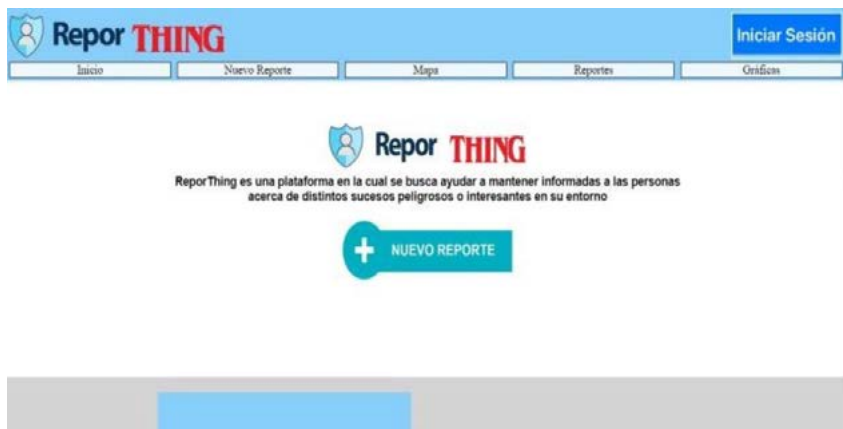 Repor THING
Iniciar Sesión
Inicio
Nuevo Reporte
Mapa
Reportes
Gráficas
Repor THING
ReporThing es una plataforma en la cual se busca ayudar a mantener informadas a las personas
acerca de distintos sucesos peligrosos o interesantes en su entorno
+ NUEVO REPORTE